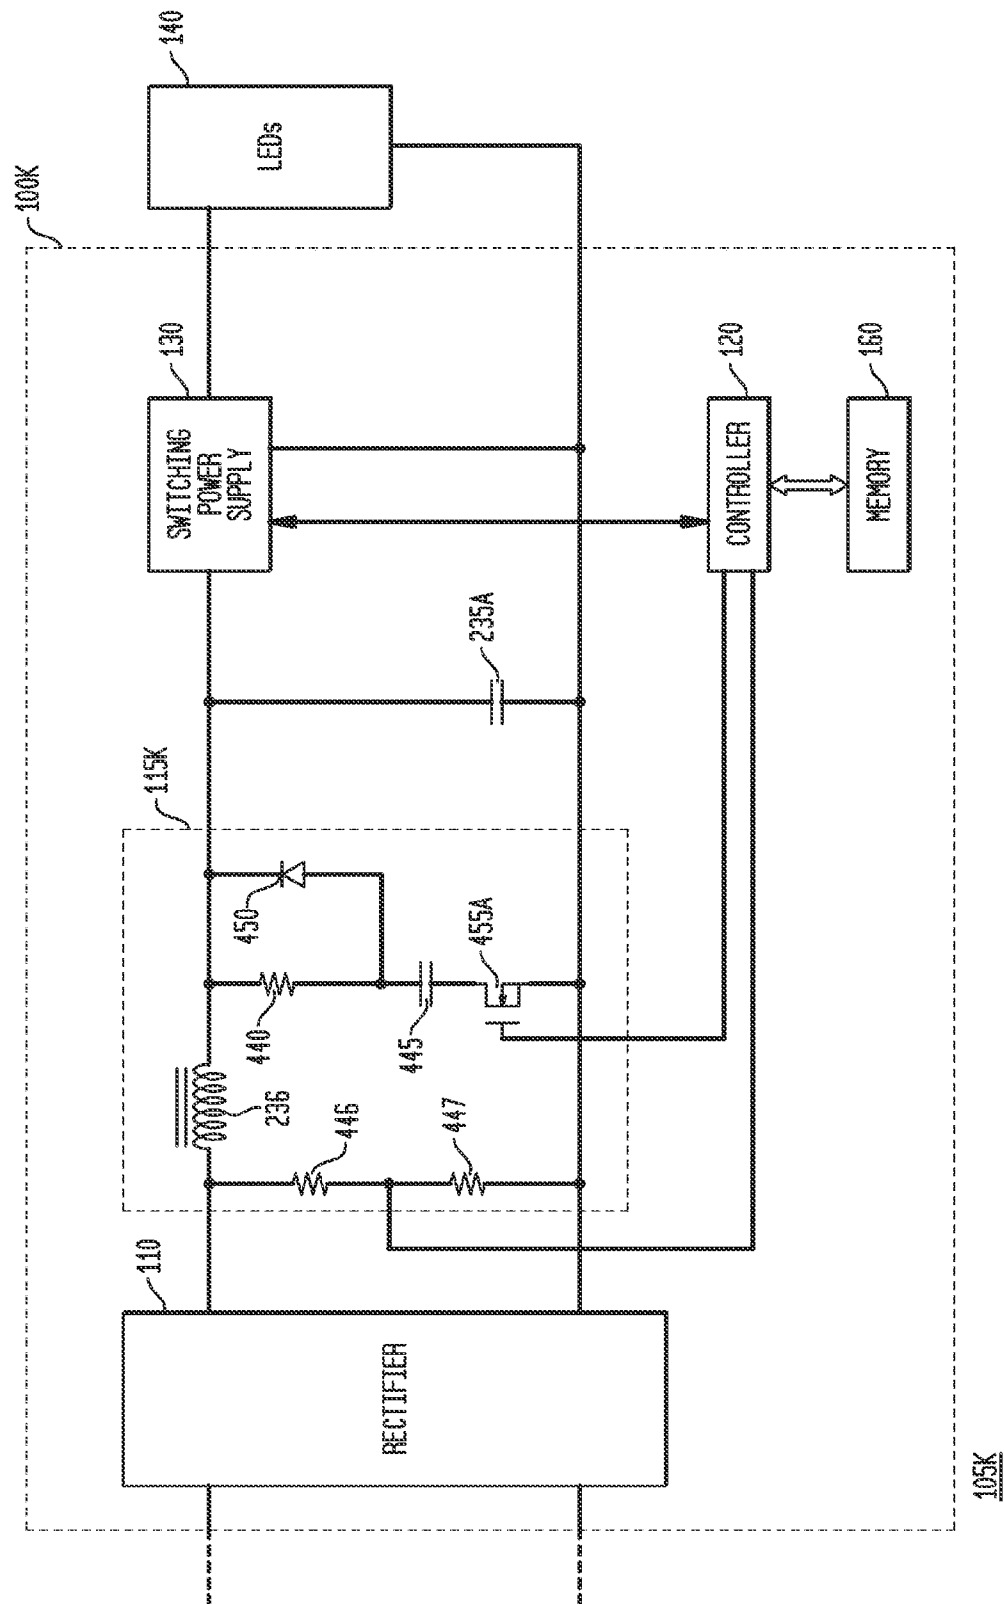 100K
140
LEDs
130
SWITCHING
POWER
SUPPLY
120
CONTROLLER
160
MEMORY
235A
115K
450
455A
440
445
236
446
447
110
RECTIFIER
105K